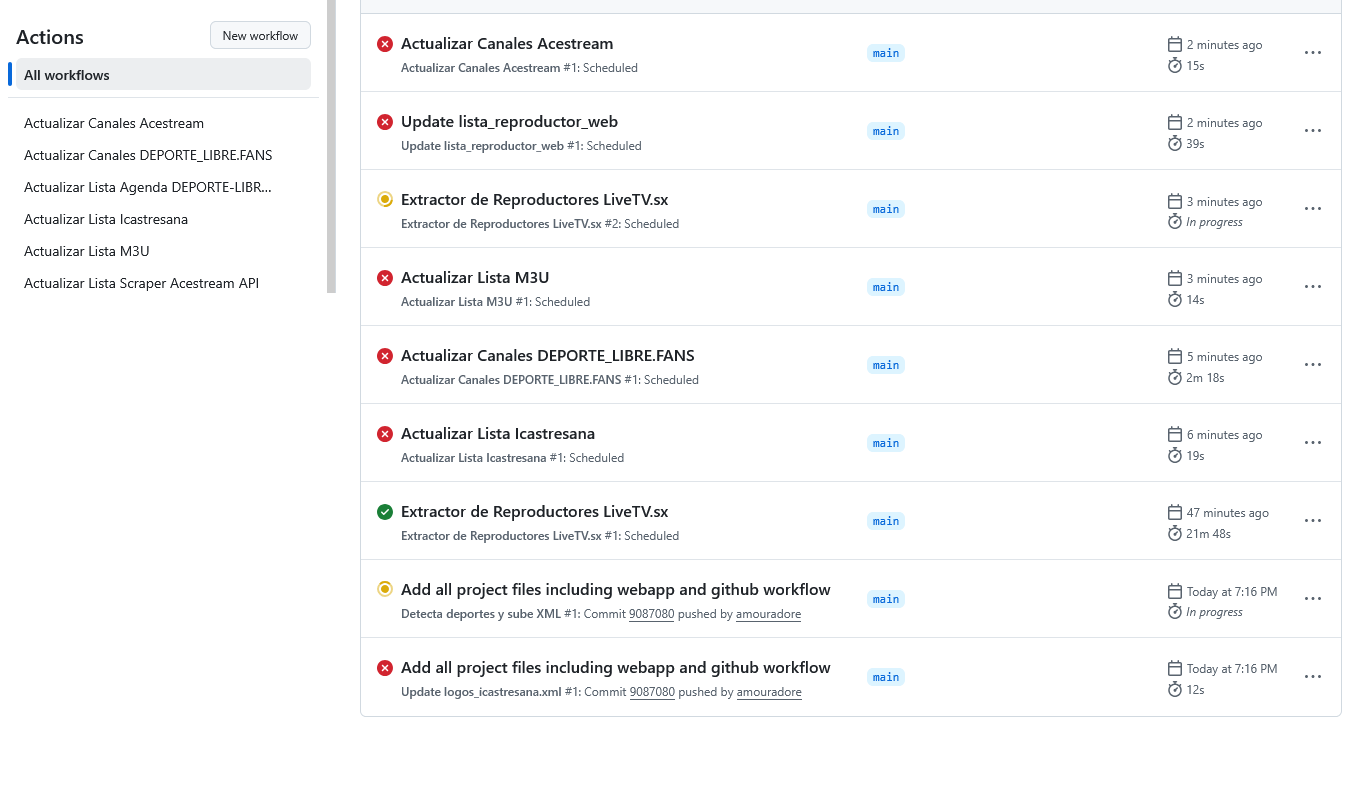 Actions
New workflow
All workflows
Actualizar Canales Acestream
Actualizar Canales DEPORTE_LIBRE.FANS
Actualizar Lista Agenda DEPORTE-LIBR...
Actualizar Lista Icastresana
Actualizar Lista M3U
Actualizar Lista Scraper Acestream API
Actualizar Canales Acestream
Actualizar Canales Acestream #1: Scheduled
main
2 minutes ago
15s
Update lista_reproductor_web
Update lista_reproductor_web #1: Scheduled
main
2 minutes ago
39s
Extractor de Reproductores LiveTV.sx
Extractor de Reproductores LiveTV.sx #2: Scheduled
main
3 minutes ago
In progress
Actualizar Lista M3U
Actualizar Lista M3U #1: Scheduled
main
3 minutes ago
14s
Actualizar Canales DEPORTE_LIBRE.FANS
Actualizar Canales DEPORTE_LIBRE.FANS #1: Scheduled
main
5 minutes ago
2m 18s
Actualizar Lista Icastresana
Actualizar Lista Icastresana #1: Scheduled
main
6 minutes ago
19s
Extractor de Reproductores LiveTV.sx
Extractor de Reproductores LiveTV.sx #1: Scheduled
main
47 minutes ago
21m 48s
Add all project files including webapp and github workflow
Detecta deportes y sube XML #1: Commit 9087080 pushed by amouradore
main
Today at 7:16 PM
In progress
Add all project files including webapp and github workflow
Update logos_icastresana.xml #1: Commit 9087080 pushed by amouradore
main
Today at 7:16 PM
12s